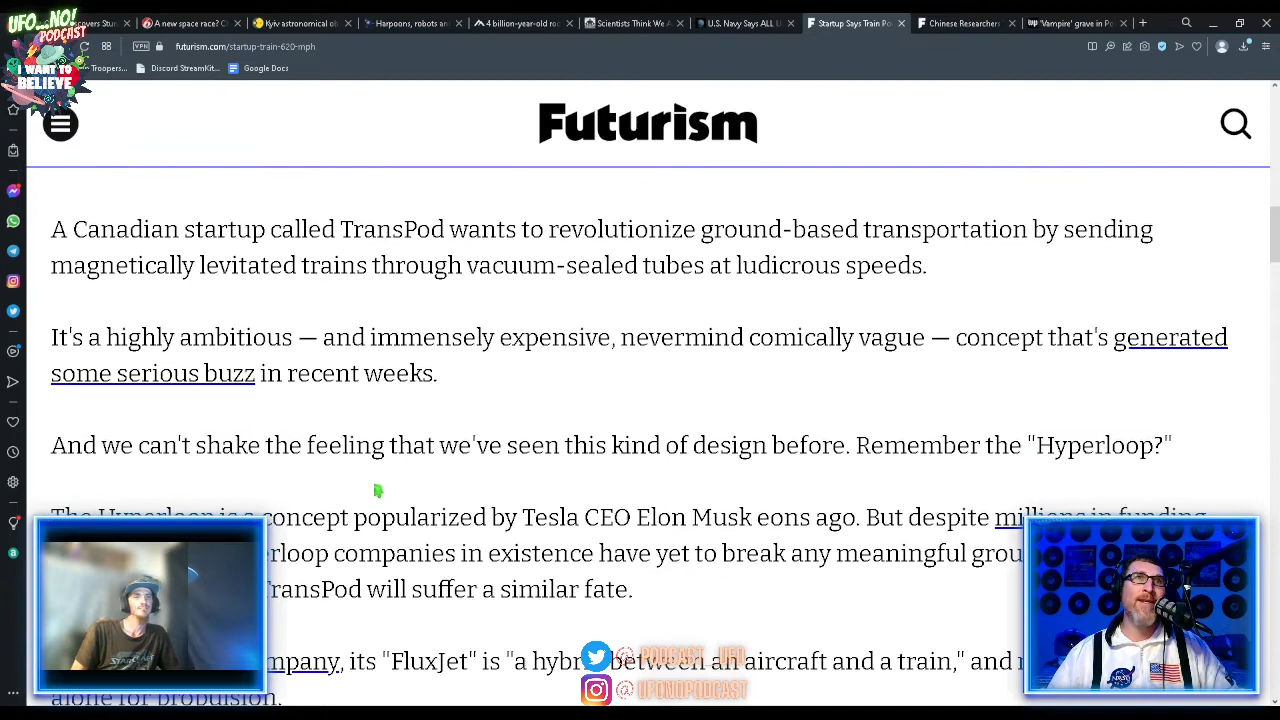 UFO...NO!
PODCAST
I WANT TO
BELIEVE
covers Stun
A new space race? C
Kyiv astronomical ob
Harpoons, robots an
4 billion-year-old roc
Scientists Think We A
U.S. Navy Says ALL U
Startup Says Train Po
Chinese Researchers
'Vampire' grave in Po
VPN
futurism.com/startup-train-620-mph
Troopers...
Discord StreamKit...
Google Docs
Futurism
A Canadian startup called TransPod wants to revolutionize ground-based transportation by sending
magnetically levitated trains through vacuum-sealed tubes at ludicrous speeds.
It's a highly ambitious — and immensely expensive, nevermind comically vague — concept that's generated
some serious buzz in recent weeks.
And we can't shake the feeling that we've seen this kind of design before. Remember the "Hyperloop?"
The Hyperloop is a concept popularized by Tesla CEO Elon Musk eons ago. But despite millions in funding,
erloop companies in existence have yet to break any meaningful grou
TransPod will suffer a similar fate.
mpany, its "FluxJet" is "a hybrid between an aircraft and a train," and
alone for propulsion.
@ PODCAST_UFO
@ UFONOPODCAST
STARCRAFT
NASA